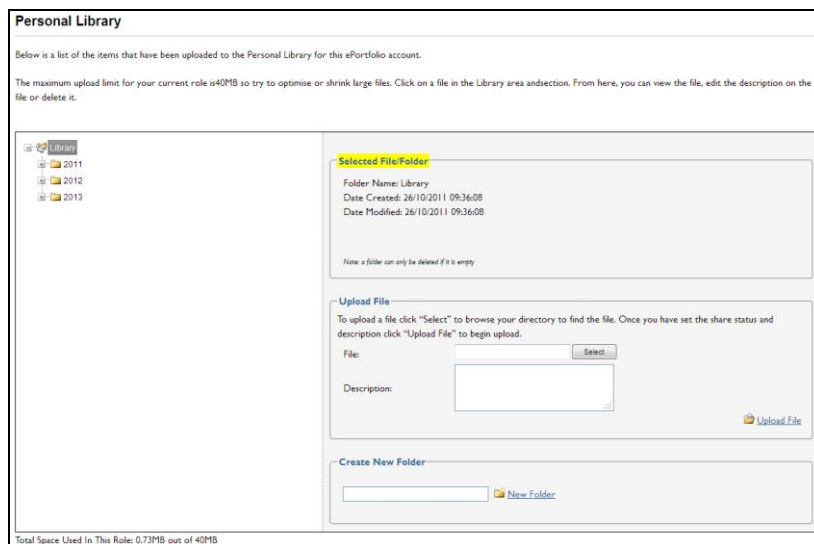 Personal Library
Below is a list of the items that have been uploaded to the Personal Library for this ePortfolio account.
The maximum upload limit for your current role is40MB so try to optimise or shrink large files. Click on a file in the Library area andsection. From here, you can view the file, edit the description on the
file or delete it.
Library
2011
2012
2013
Selected File/Folder
Folder Name: Library
Date Created: 26/10/2011 09:36:08
Date Modified: 26/10/2011 09:36:08
Note: a folder can only be deleted if it is empty
Upload File
To upload a file click “Select” to browse your directory to find the file. Once you have set the share status and
description click “Upload File” to begin upload.
File:
Select
Description:
Upload File
Create New Folder
New Folder
Total Space Used In This Role: 0.73MB out of 40MB